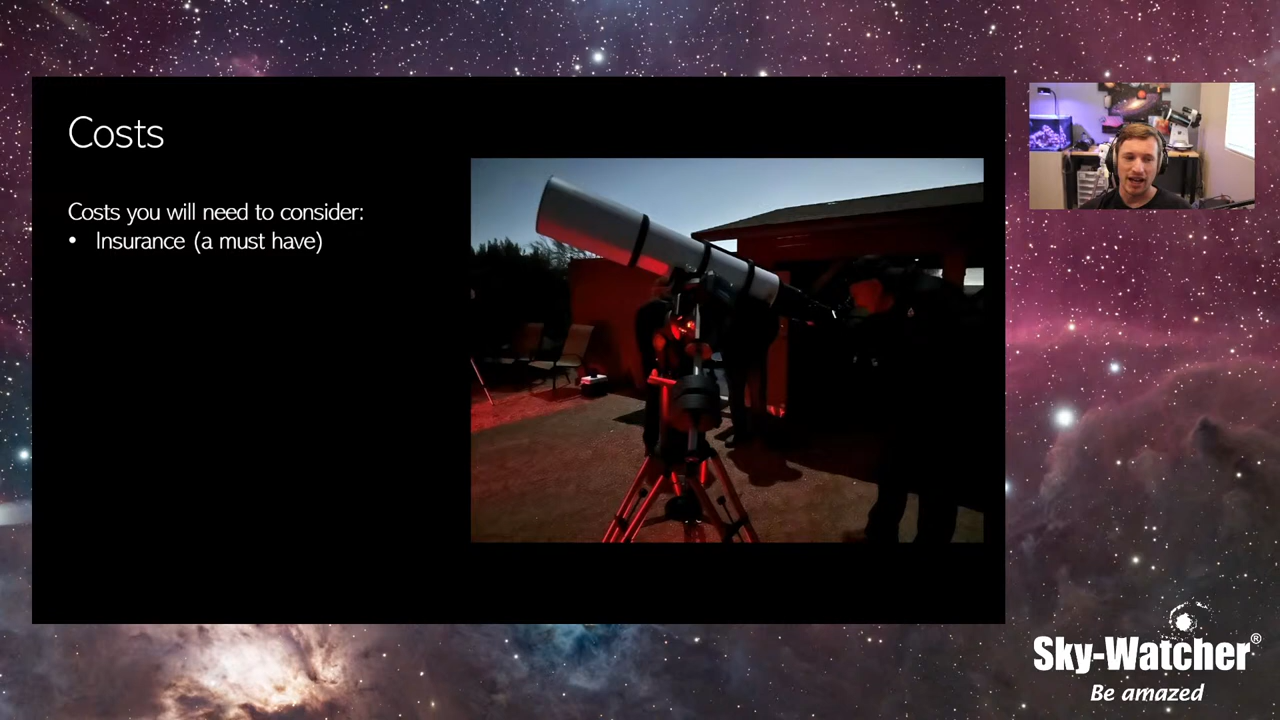 Costs
Costs you will need to consider:
• Insurance (a must have)
Sky-Watcher®
Be amazed